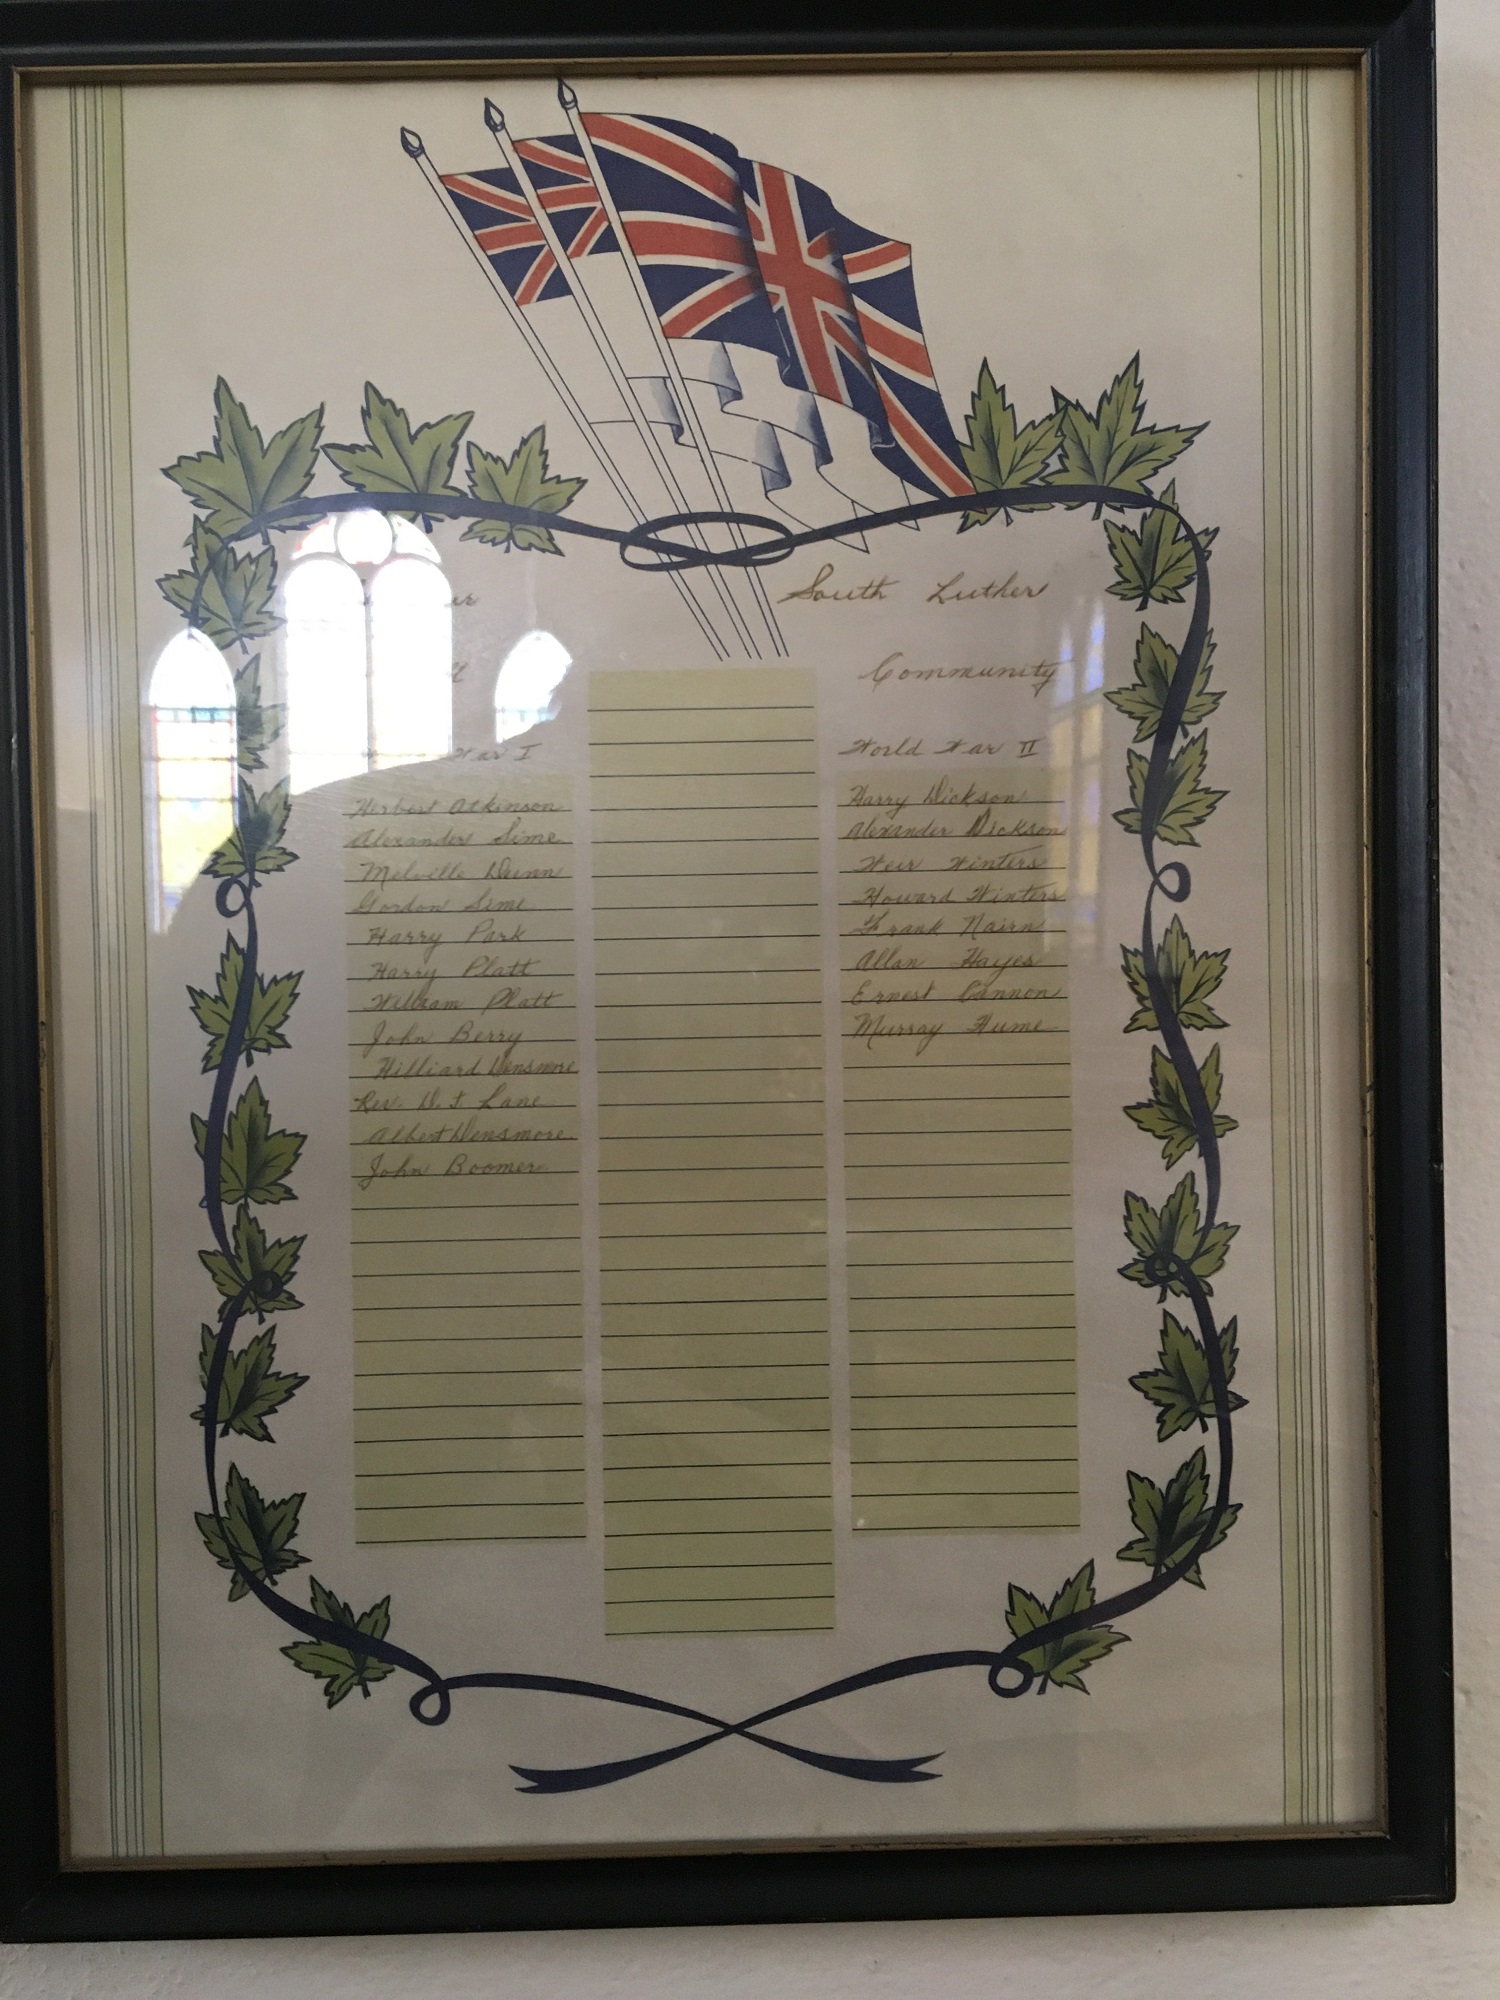 South Luther
Community
War I
Herbert Atkinson
Alexander Sime
Melville Dunn
Gordon Sime
Harry Park
Harry Platt
William Platt
John Berry
Hilliard Densmore
Rev. D. J. Lane
Albert Densmore
John Boomer
World War II
Harry Dickson
Alexander Dickson
Weir Winters
Howard Winters
Frank Nairn
Allan Hayes
Ernest Cannon
Murray Hume